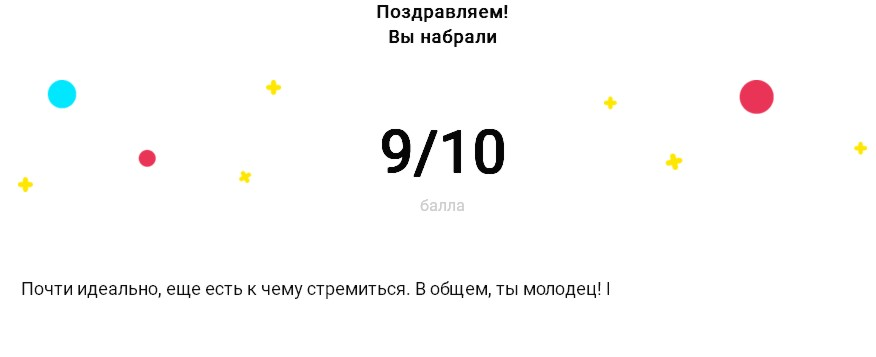 Поздравляем!
Вы набрали
9/10
балла
Почти идеально, еще есть к чему стремиться. В общем, ты молодец! I